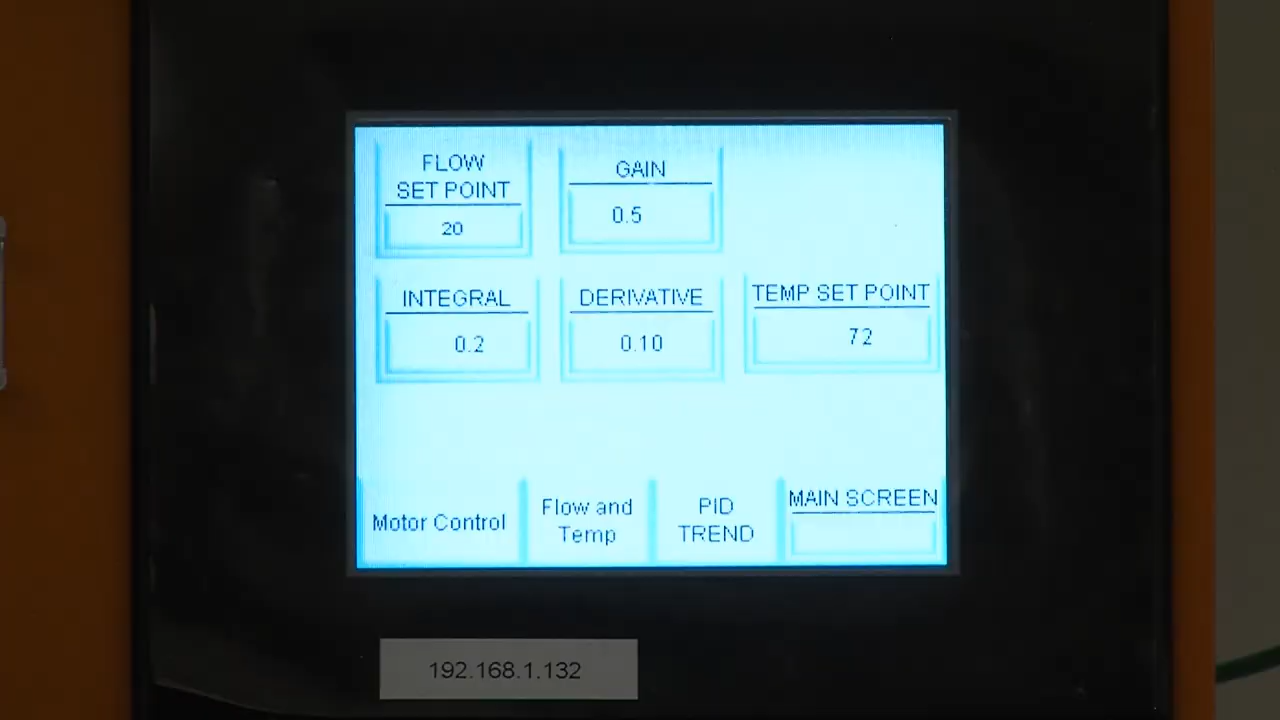 FLOW
SET POINT
20
GAIN
0.5
INTEGRAL
0.2
DERIVATIVE
0.10
TEMP SET POINT
72
Motor Control
Flow and
Temp
PID
TREND
MAIN SCREEN
192.168.1.132